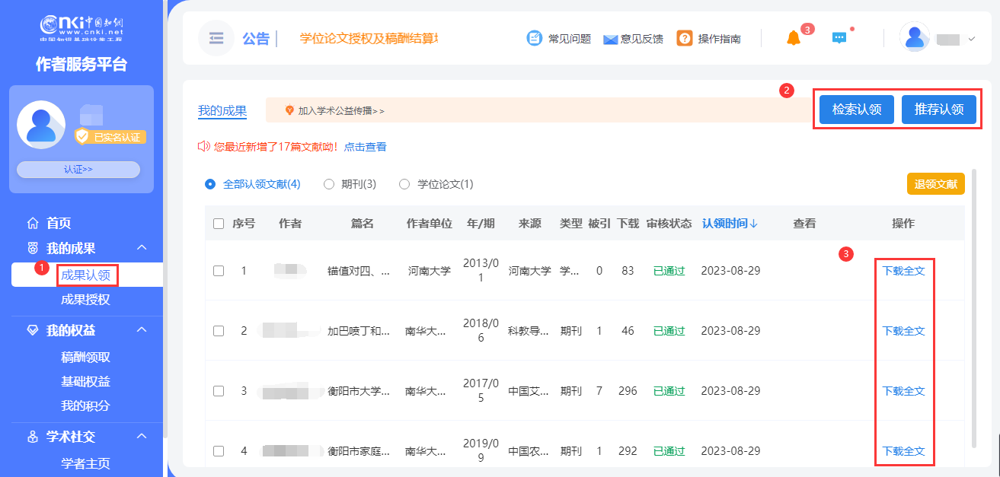 Cnki中国知网
www.cnki.net
中国知识基础设施工程
作者服务平台
已实名认证
认证>>
首页
我的成果
1
成果认领
成果授权
我的权益
稿酬领取
基础权益
我的积分
学术社交
学者主页
公告
学位论文授权及稿酬结算
常见问题
意见反馈
操作指南
3
我的成果
加入学术公益传播>>
2
检索认领
推荐认领
您最近新增了17篇文献呦！点击查看
全部认领文献(4) 期刊(3) 学位论文(1)
退领文献
序号 作者 篇名 作者单位 年/期 来源 类型 被引 下载 审核状态 认领时间↓ 查看 操作
3
1 锚值对四、... 河南大学 2013/01 河南大学 学... 0 83 已通过 2023-08-29 下载全文
2 加巴喷丁和... 南华大... 2018/06 科教导... 期刊 1 46 已通过 2023-08-29 下载全文
3 衡阳市大学... 南华大... 2017/05 中国艾... 期刊 7 296 已通过 2023-08-29 下载全文
4 衡阳市家庭... 南华大... 2019/09 中国农... 期刊 1 292 已通过 2023-08-29 下载全文